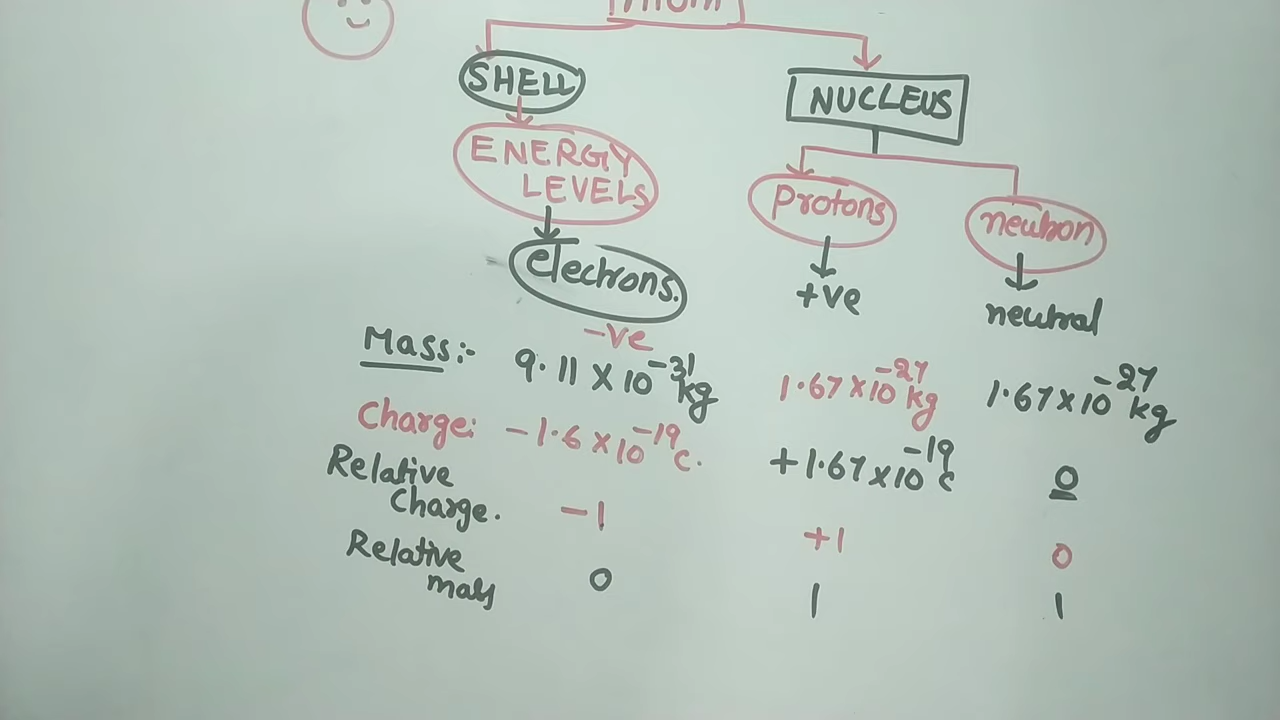 Atom
SHELL
NUCLEUS
ENERGY
LEVELS
Protons
neutron
electrons.
+ve
neutral
-ve
Mass:- 9.11 X 10⁻³¹ kg 1.67 x 10⁻²⁷ kg 1.67 x 10⁻²⁷ kg
Charge: -1.6 x 10⁻¹⁹ c. +1.67 x 10⁻¹⁹ c 0
Relative
Charge. -1 +1 0
Relative
mass 0 1 1